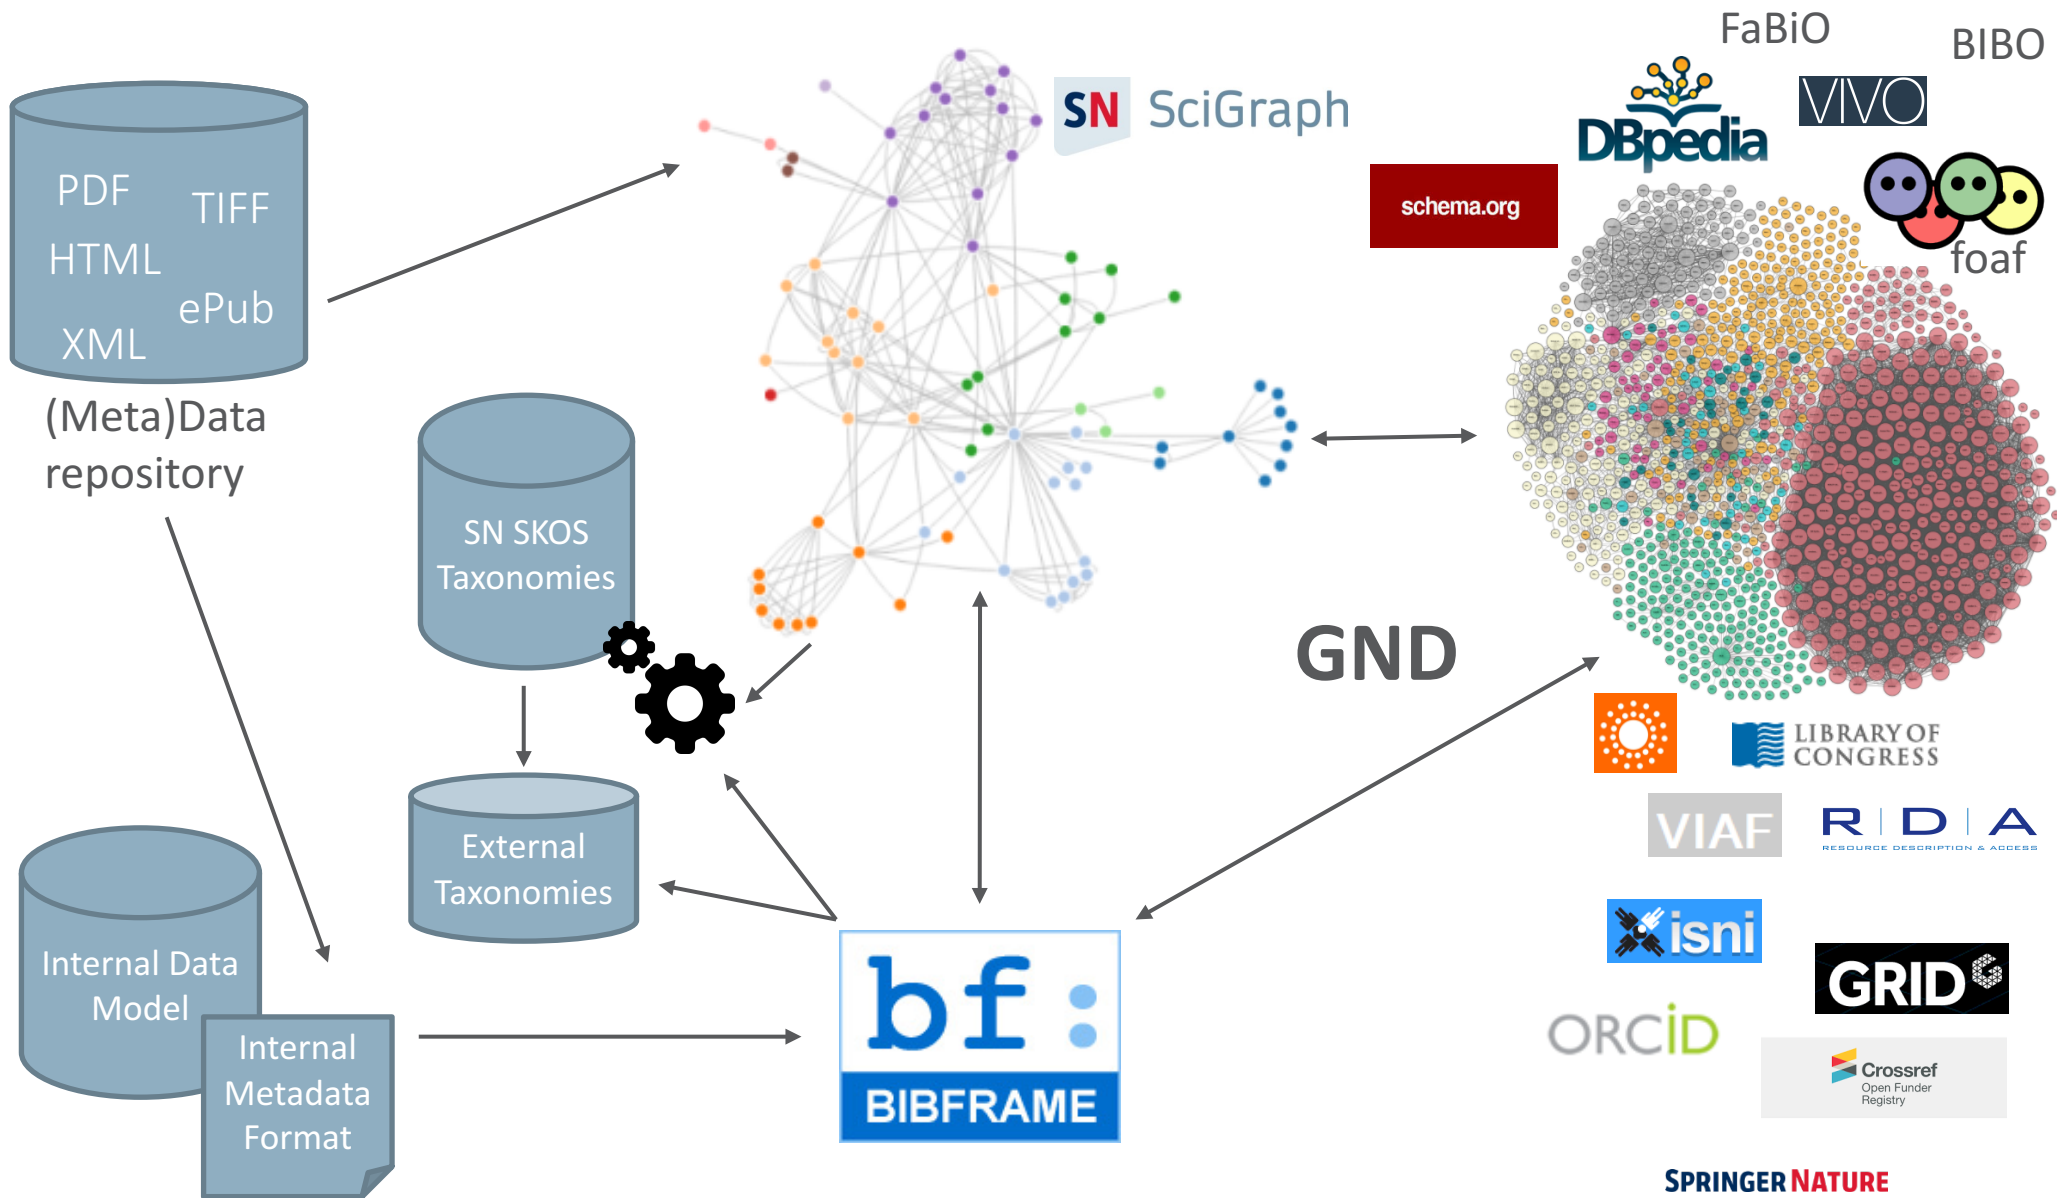 FaBiO
BIBO
SN SciGraph
DBpedia
VIVO
schema.org
foaf
PDF
TIFF
HTML
ePub
XML
(Meta)Data
repository
SN SKOS
Taxonomies
GND
LIBRARY OF
CONGRESS
External
Taxonomies
VIAF
R|D|A
RESOURCE DESCRIPTION & ACCESS
isni
Internal Data
Model
GRID
ORCiD
Internal
Metadata
Format
bf:
BIBFRAME
Crossref
Open Funder
Registry
SPRINGER NATURE